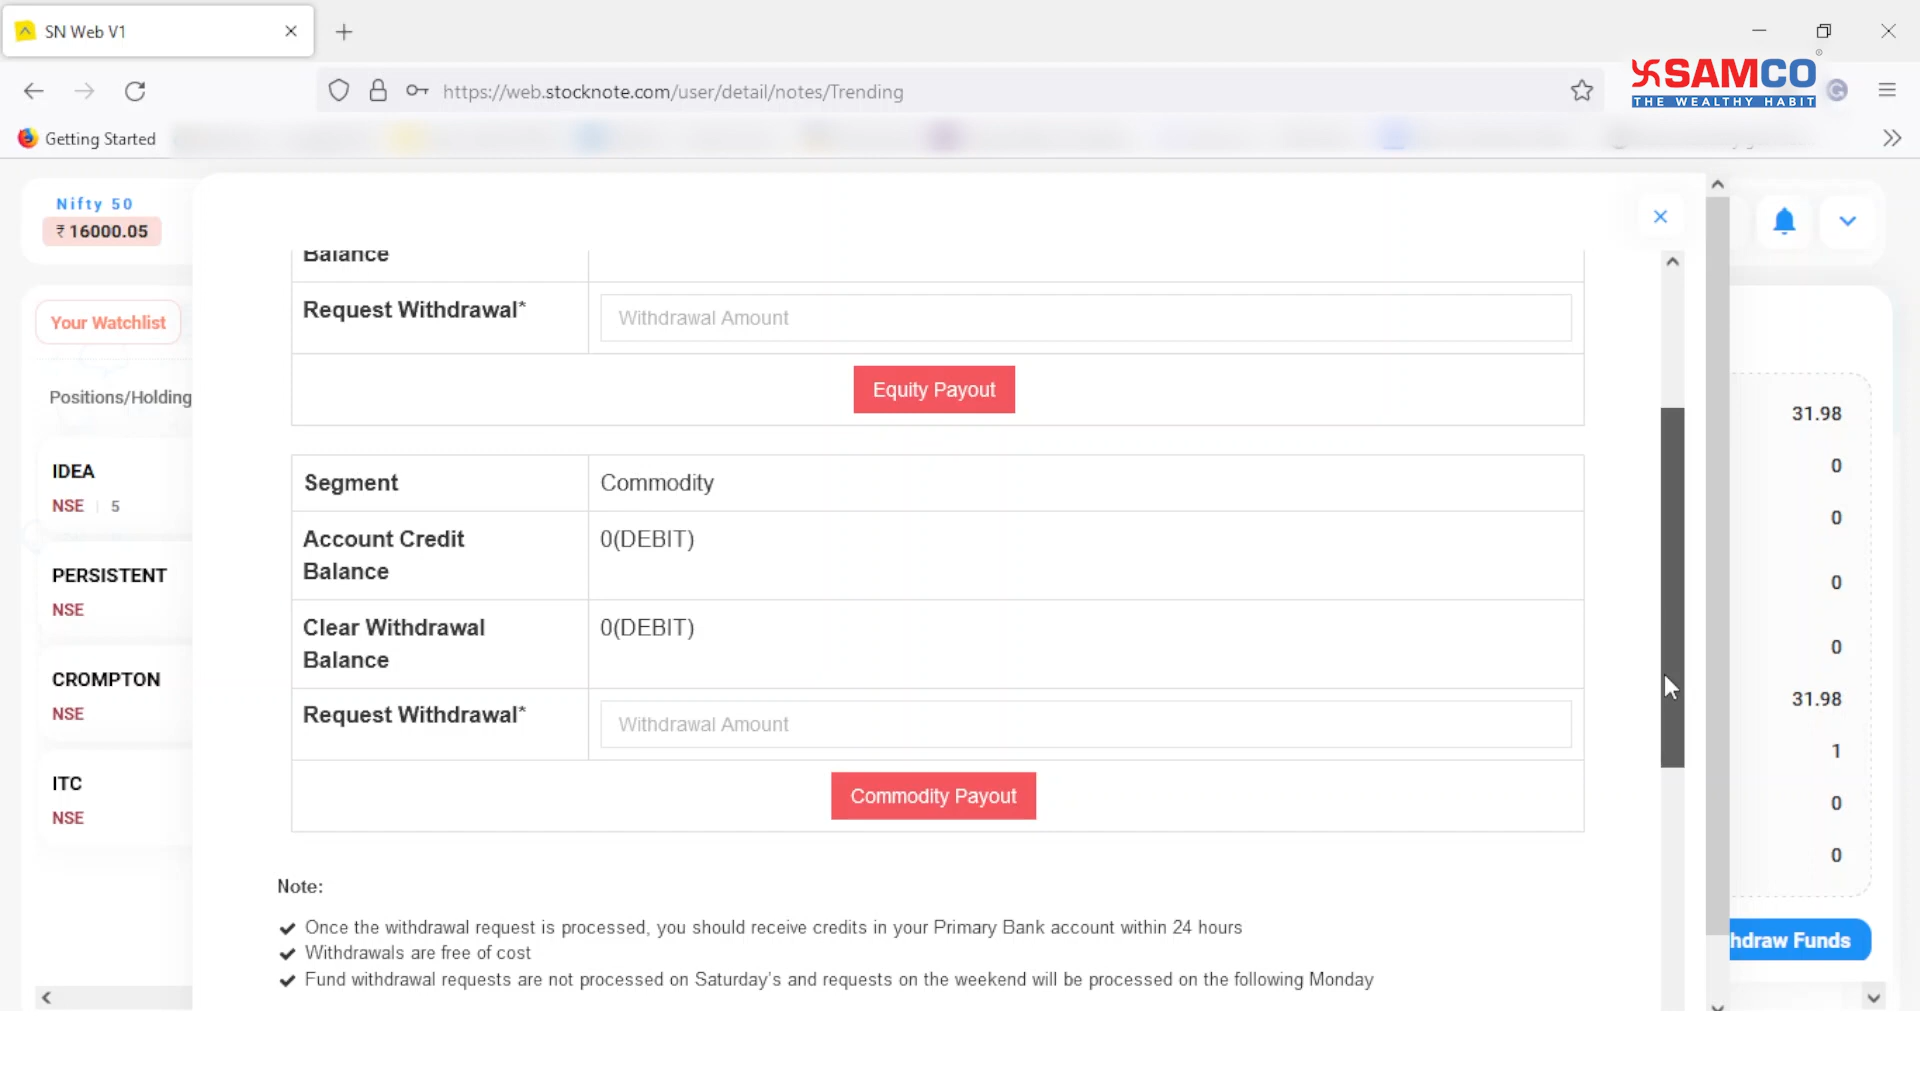 SN Web V1
https://web.stocknote.com/user/detail/notes/Trending
SAMCO
THE WEALTHY HABIT
Getting Started
Nifty 50
₹ 16000.05
Your Watchlist
Positions/Holding
IDEA
NSE | 5
PERSISTENT
NSE
CROMPTON
NSE
ITC
NSE
Balance
Request Withdrawal*
Withdrawal Amount
Equity Payout
Segment
Commodity
Account Credit
Balance
0(DEBIT)
Clear Withdrawal
Balance
0(DEBIT)
Request Withdrawal*
Withdrawal Amount
Commodity Payout
Note:
✔ Once the withdrawal request is processed, you should receive credits in your Primary Bank account within 24 hours
✔ Withdrawals are free of cost
✔ Fund withdrawal requests are not processed on Saturday's and requests on the weekend will be processed on the following Monday
31.98
0
0
0
0
31.98
1
0
0
hdraw Funds